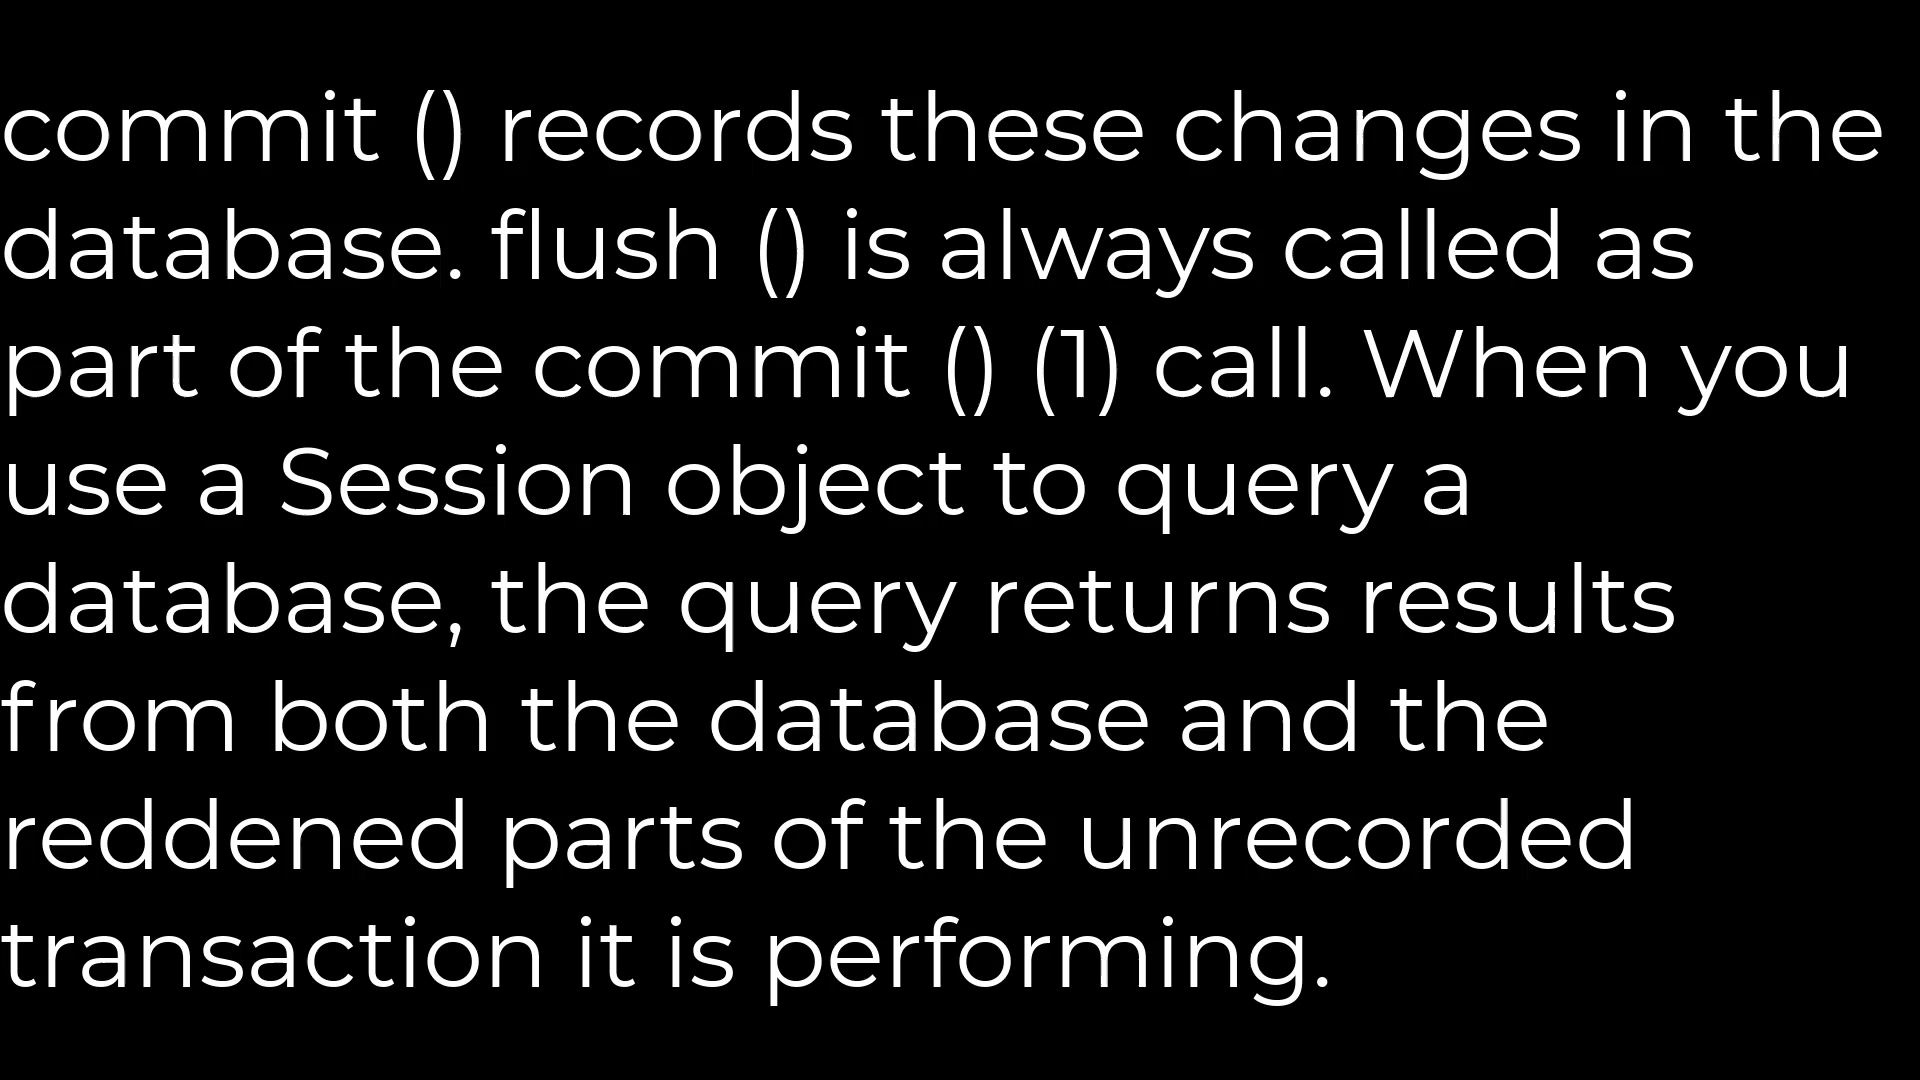 commit () records these changes in the
database. flush () is always called as
part of the commit () (1) call. When you
use a Session object to query a
database, the query returns results
from both the database and the
reddened parts of the unrecorded
transaction it is performing.